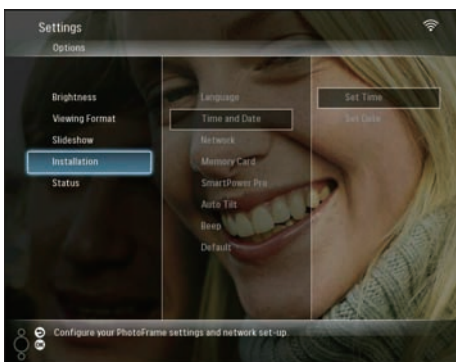 Settings
Options
Brightness
Viewing Format
Slideshow
Installation
Status
Language
Time and Date
Network
Memory Card
SmartPower Pro
Auto Tilt
Beep
Default
Set Time
Set Date
Configure your PhotoFrame settings and network set-up.
OK